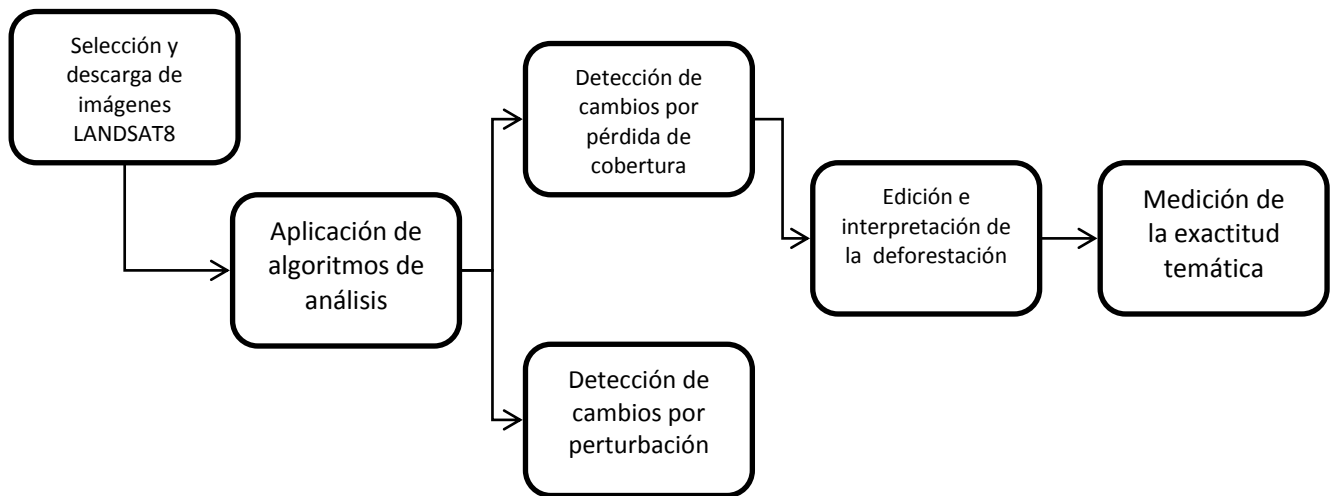 Selección y
descarga de
imágenes
LANDSAT8
Aplicación de
algoritmos de
análisis
Detección de
cambios por
pérdida de
cobertura
Detección de
cambios por
perturbación
Edición e
interpretación de
la deforestación
Medición de
la exactitud
temática